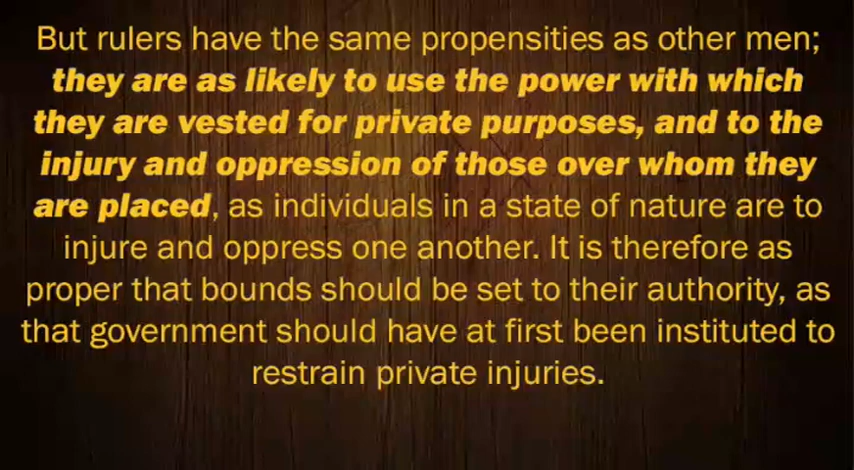 But rulers have the same propensities as other men;
they are as likely to use the power with which
they are vested for private purposes, and to the
injury and oppression of those over whom they
are placed, as individuals in a state of nature are to
injure and oppress one another. It is therefore as
proper that bounds should be set to their authority, as
that government should have at first been instituted to
restrain private injuries.